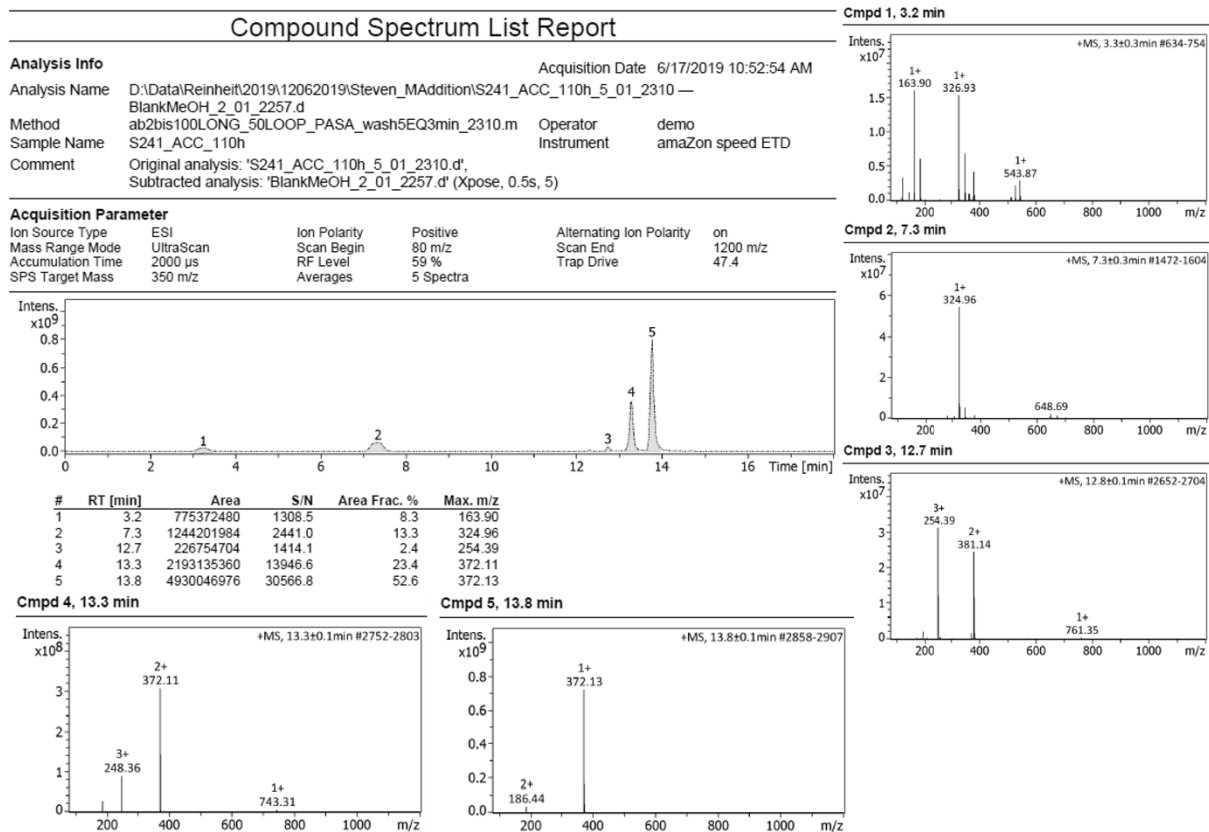 Compound Spectrum List Report
Analysis Info
Acquisition Date 6/17/2019 10:52:54 AM
Analysis Name D:\Data\Reinheit\2019\12062019\Steven_MAddition\S241_ACC_110h_5_01_2310 —
BlankMeOH_2_01_2257.d
Method ab2bis100LONG_50LOOP_PASA_wash5EQ3min_2310.m Operator demo
Sample Name S241_ACC_110h Instrument amaZon speed ETD
Comment Original analysis: 'S241_ACC_110h_5_01_2310.d',
Subtracted analysis: 'BlankMeOH_2_01_2257.d' (Xpose, 0.5s, 5)
Acquisition Parameter
Ion Source Type ESI Ion Polarity Positive Alternating Ion Polarity on
Mass Range Mode UltraScan Scan Begin 80 m/z Scan End 1200 m/z
Accumulation Time 2000 µs RF Level 59 % Trap Drive 47.4
SPS Target Mass 350 m/z Averages 5 Spectra
Intens.
x10⁹
0.8
0.6
0.4
0.2
0.0
1
2
3
4
5
0 2 4 6 8 10 12 14 16 Time [min]
# RT [min] Area S/N Area Frac. % Max. m/z
1 3.2 775372480 1308.5 8.3 163.90
2 7.3 1244201984 2441.0 13.3 324.96
3 12.7 226754704 1414.1 2.4 254.39
4 13.3 2193135360 13946.6 23.4 372.11
5 13.8 4930046976 30566.8 52.6 372.13
Cmpd 4, 13.3 min
Intens.
x10⁸
+MS, 13.3±0.1min #2752-2803
2+
372.11
3+
248.36
1+
743.31
3
2
1
0
200 400 600 800 1000 m/z
Cmpd 5, 13.8 min
Intens.
x10⁹
+MS, 13.8±0.1min #2858-2907
1+
372.13
2+
186.44
0.8
0.6
0.4
0.2
0.0
200 400 600 800 1000 m/z
Cmpd 1, 3.2 min
Intens.
x10⁷
+MS, 3.3±0.3min #634-754
1+
163.90
1+
326.93
1+
543.87
1.5
1.0
0.5
0.0
200 400 600 800 1000 m/z
Cmpd 2, 7.3 min
Intens.
x10⁷
+MS, 7.3±0.3min #1472-1604
1+
324.96
648.69
6
4
2
0
200 400 600 800 1000 m/z
Cmpd 3, 12.7 min
Intens.
x10⁷
+MS, 12.8±0.1min #2652-2704
3+
254.39
2+
381.14
1+
761.35
3
2
1
0
200 400 600 800 1000 m/z